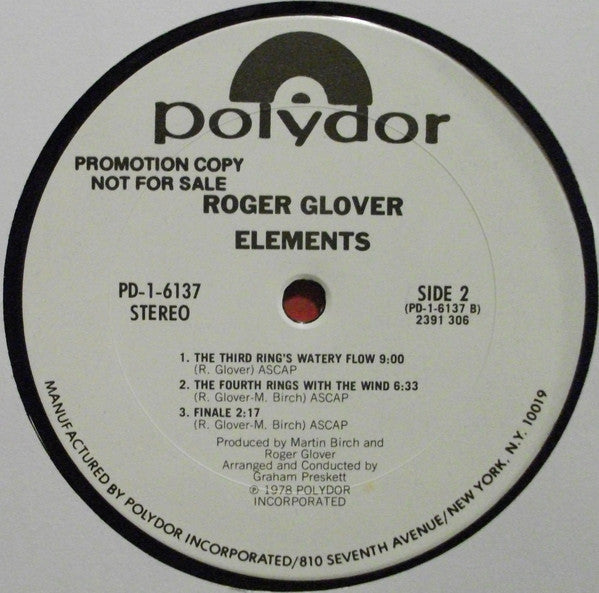 polydor
PROMOTION COPY
NOT FOR SALE
ROGER GLOVER
ELEMENTS
PD-1-6137
STEREO
SIDE 2
(PD-1-6137 B)
2391 306
1. THE THIRD RING'S WATERY FLOW 9:00
(R. Glover) ASCAP
2. THE FOURTH RINGS WITH THE WIND 6:33
(R. Glover-M. Birch) ASCAP
3. FINALE 2:17
(R. Glover-M. Birch) ASCAP
Produced by Martin Birch and
Roger Glover
Arranged and Conducted by
Graham Preskett
℗ 1978 POLYDOR
INCORPORATED
MANUFACTURED BY POLYDOR INCORPORATED/810 SEVENTH AVENUE/NEW YORK. N.Y. 10019